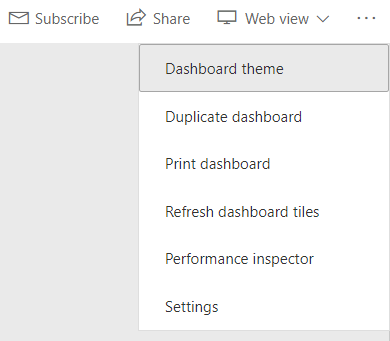 Subscribe Share Web view ...
Dashboard theme
Duplicate dashboard
Print dashboard
Refresh dashboard tiles
Performance inspector
Settings